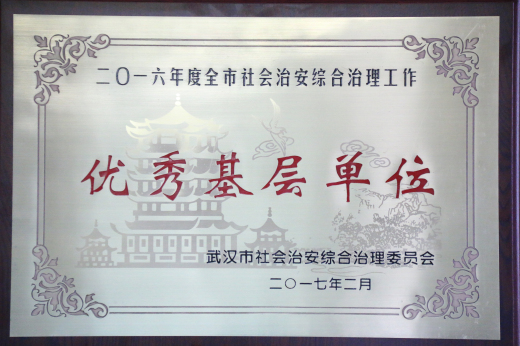 二〇一六年度全市社会治安综合治理工作
优秀基层单位
武汉市社会治安综合治理委员会
二〇一七年二月